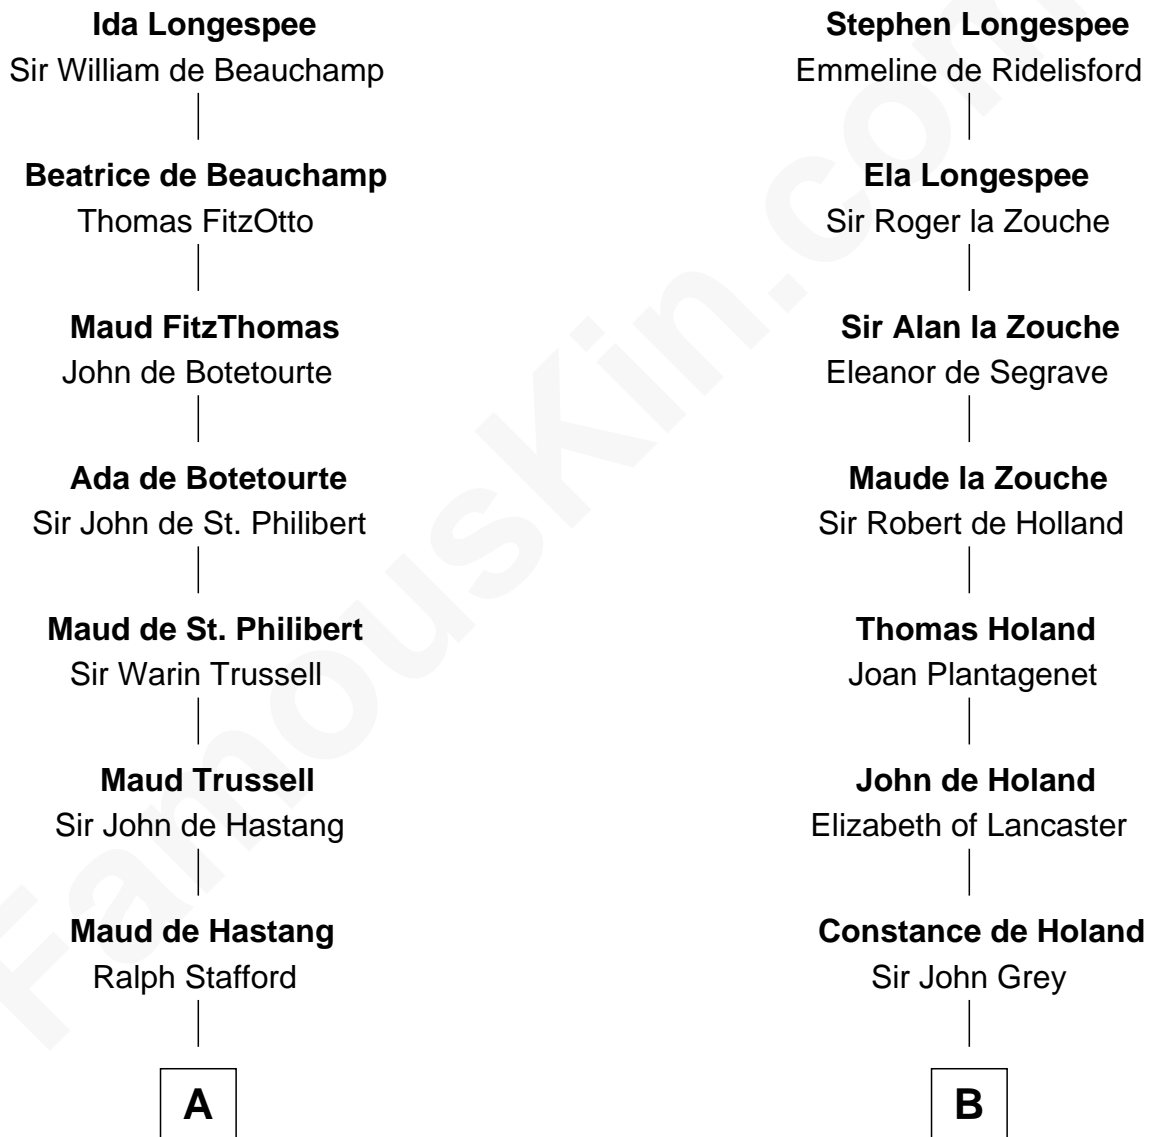 Ida Longespee
Sir William de Beauchamp
Beatrice de Beauchamp
Thomas FitzOtto
Maud FitzThomas
John de Botetourte
Ada de Botetourte
Sir John de St. Philibert
Maud de St. Philibert
Sir Warin Trussell
Maud Trussell
Sir John de Hastang
Maud de Hastang
Ralph Stafford
A
Stephen Longespee
Emmeline de Ridelisford
Ela Longespee
Sir Roger la Zouche
Sir Alan la Zouche
Eleanor de Segrave
Maude la Zouche
Sir Robert de Holland
Thomas Holand
Joan Plantagenet
John de Holand
Elizabeth of Lancaster
Constance de Holand
Sir John Grey
B
FamousKin.com